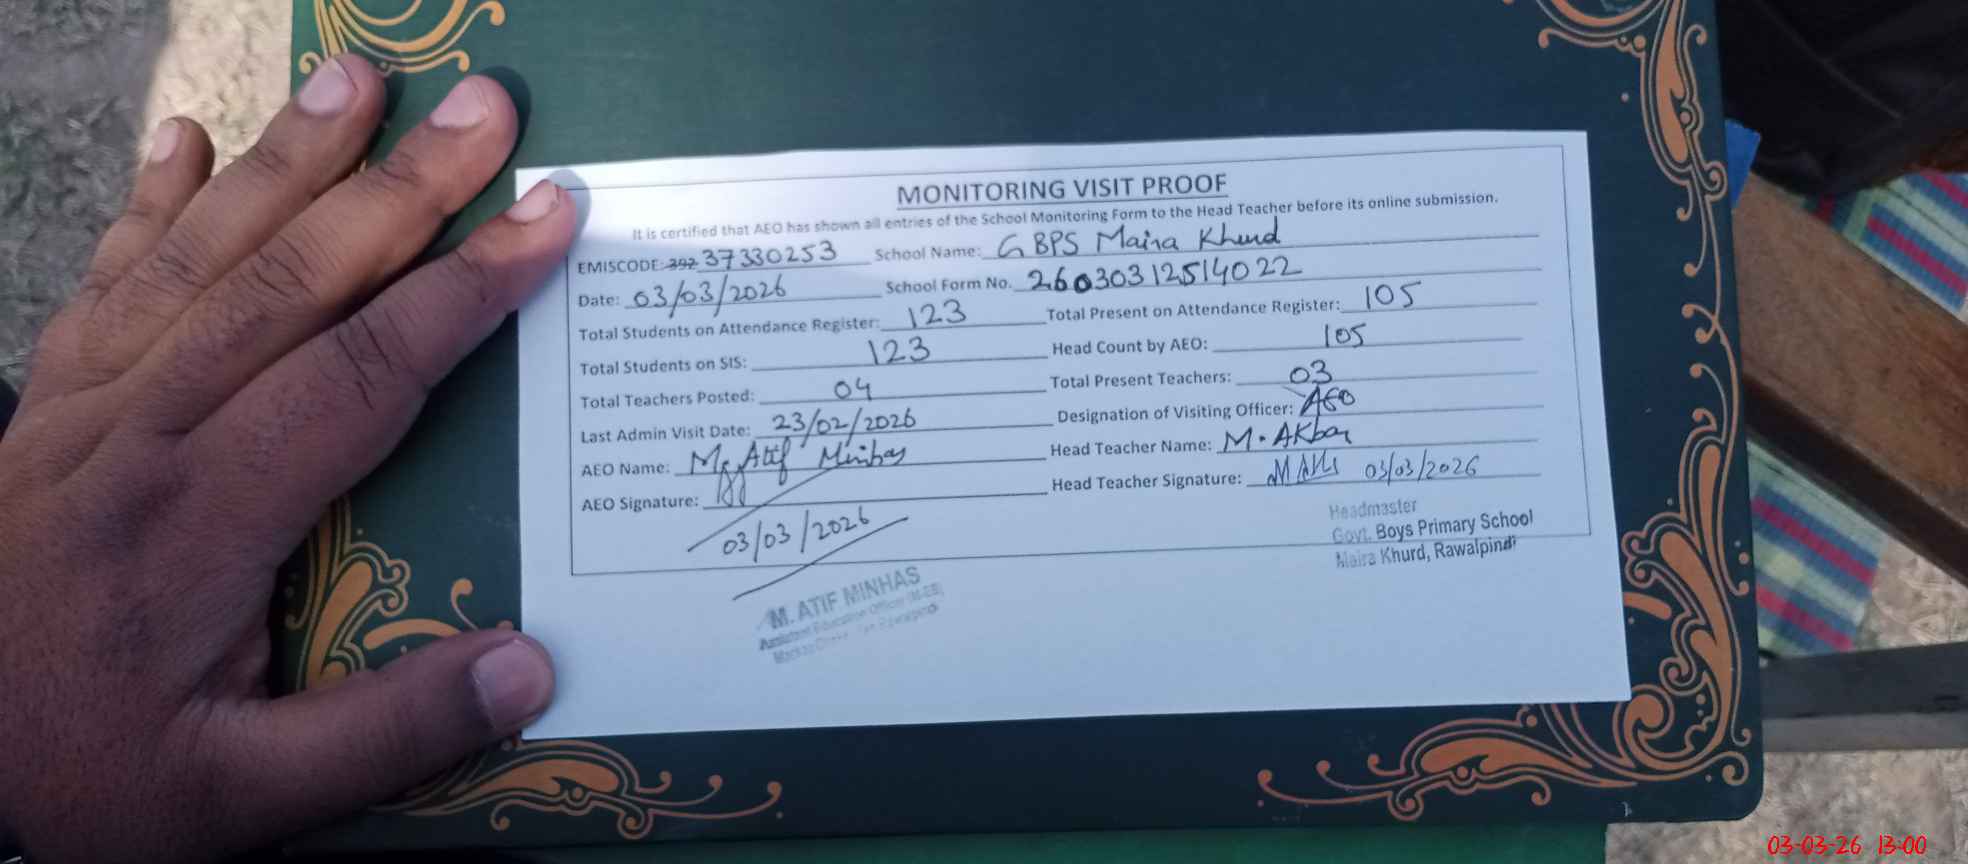 MONITORING VISIT PROOF
It is certified that AEO has shown all entries of the School Monitoring Form to the Head Teacher before its online submission.
EMISCODE: 392 37330253 School Name: GBPS Maira Khurd
Date: 03/03/2026 School Form No. 26030312514022
Total Students on Attendance Register: 123 Total Present on Attendance Register: 105
Total Students on SIS: 123 Head Count by AEO: 105
Total Teachers Posted: 04 Total Present Teachers: 03
Last Admin Visit Date: 23/02/2026 Designation of Visiting Officer: AEO
AEO Name: M. Atif Minhas Head Teacher Name: M. Akbar
AEO Signature: Head Teacher Signature: 03/03/2026
03/03/2026
Headmaster
Govt. Boys Primary School
Maira Khurd, Rawalpindi
M. ATIF MINHAS
Assistant Education Officer (M-EE)
03-03-26 13:00